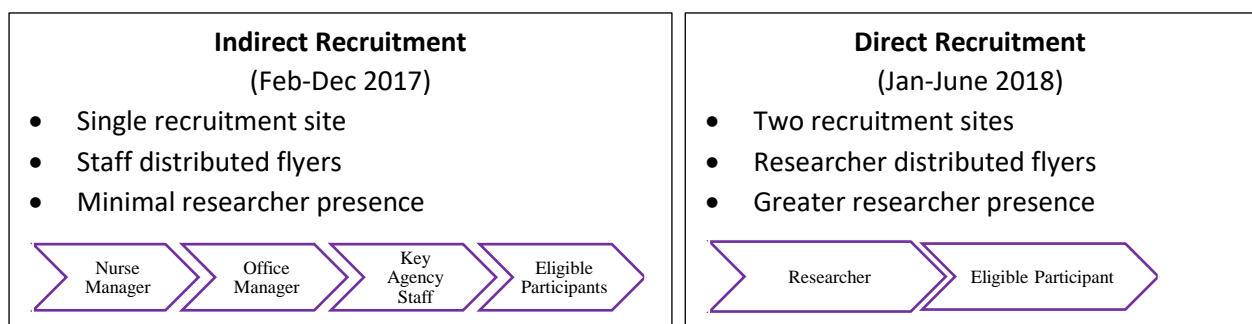 Indirect Recruitment
(Feb-Dec 2017)
• Single recruitment site
• Staff distributed flyers
• Minimal researcher presence
Nurse
Manager
Office
Manager
Key
Agency
Staff
Eligible
Participants
Direct Recruitment
(Jan-June 2018)
• Two recruitment sites
• Researcher distributed flyers
• Greater researcher presence
Researcher
Eligible Participant